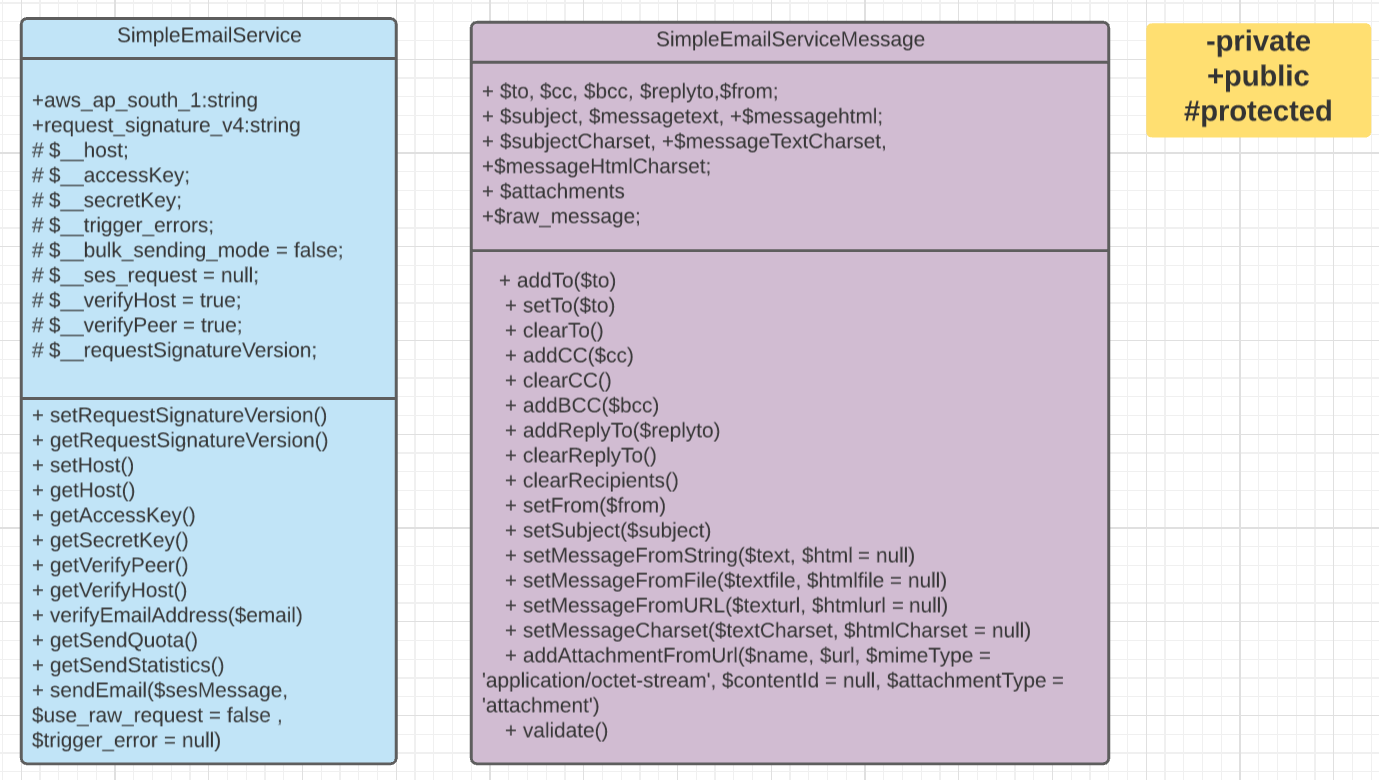 SimpleEmailService
+aws_ap_south_1:string
+request_signature_v4:string
# $__host;
# $__accessKey;
# $__secretKey;
# $__trigger_errors;
# $__bulk_sending_mode = false;
# $__ses_request = null;
# $__verifyHost = true;
# $__verifyPeer = true;
# $__requestSignatureVersion;
+ setRequestSignatureVersion()
+ getRequestSignatureVersion()
+ setHost()
+ getHost()
+ getAccessKey()
+ getSecretKey()
+ getVerifyPeer()
+ getVerifyHost()
+ verifyEmailAddress($email)
+ getSendQuota()
+ getSendStatistics()
+ sendEmail($sesMessage,
$use_raw_request = false ,
$trigger_error = null)
SimpleEmailServiceMessage
+ $to, $cc, $bcc, $replyto,$from;
+ $subject, $messagetext, +$messagehtml;
+ $subjectCharset, +$messageTextCharset,
+$messageHtmlCharset;
+ $attachments
+$raw_message;
+ addTo($to)
+ setTo($to)
+ clearTo()
+ addCC($cc)
+ clearCC()
+ addBCC($bcc)
+ addReplyTo($replyto)
+ clearReplyTo()
+ clearRecipients()
+ setFrom($from)
+ setSubject($subject)
+ setMessageFromString($text, $html = null)
+ setMessageFromFile($textfile, $htmlfile = null)
+ setMessageFromURL($texturl, $htmlurl = null)
+ setMessageCharset($textCharset, $htmlCharset = null)
+ addAttachmentFromUrl($name, $url, $mimeType =
'application/octet-stream', $contentId = null, $attachmentType =
'attachment')
+ validate()
-private
+public
#protected